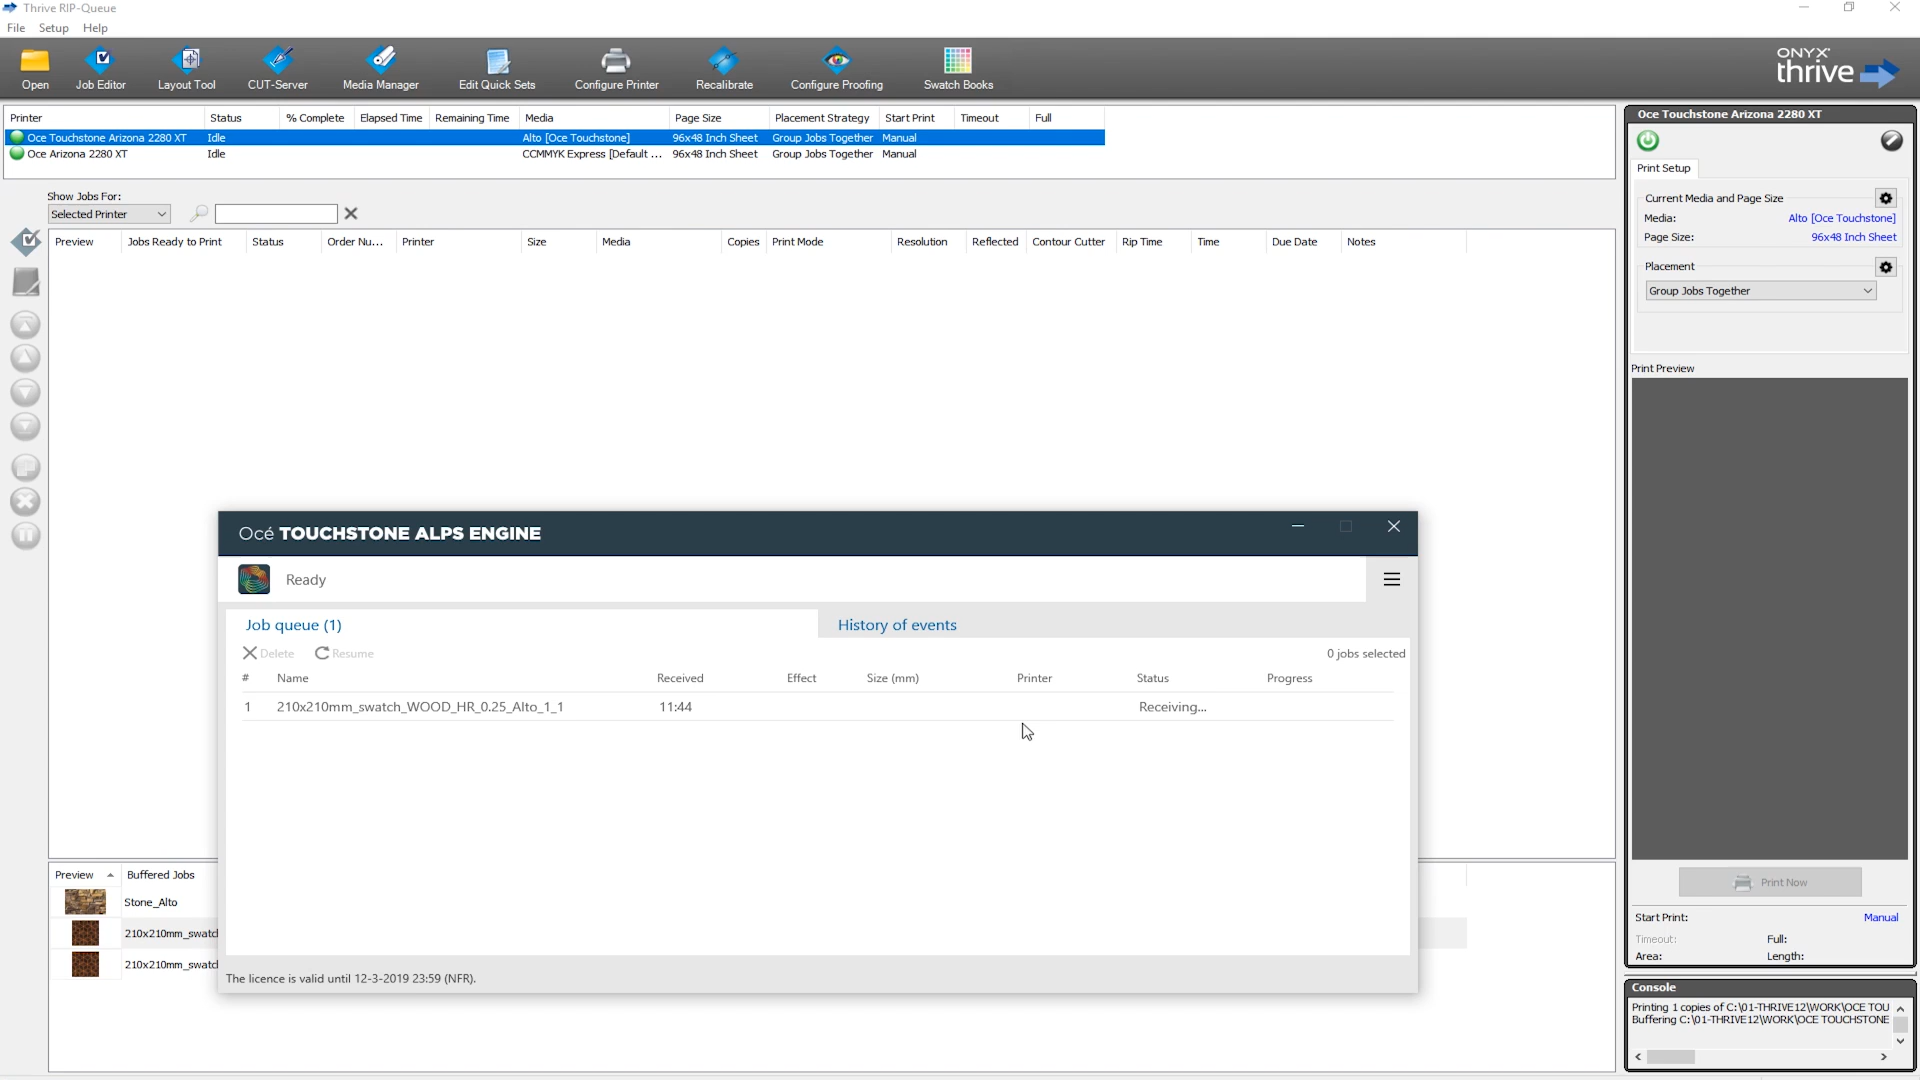 Thrive RIP-Queue
File Setup Help
Open Job Editor Layout Tool CUT-Server Media Manager Edit Quick Sets Configure Printer Recalibrate Configure Proofing Swatch Books
ONYX
thrive
Printer Status % Complete Elapsed Time Remaining Time Media Page Size Placement Strategy Start Print Timeout Full
Oce Touchstone Arizona 2280 XT Idle Alto [Oce Touchstone] 96x48 Inch Sheet Group Jobs Together Manual
Oce Arizona 2280 XT Idle CCMMYK Express [Default ... 96x48 Inch Sheet Group Jobs Together Manual
Show Jobs For:
Selected Printer
Preview Jobs Ready to Print Status Order Nu... Printer Size Media Copies Print Mode Resolution Reflected Contour Cutter Rip Time Time Due Date Notes
Océ TOUCHSTONE ALPS ENGINE
Ready
Job queue (1) History of events
Delete Resume 0 jobs selected
# Name Received Effect Size (mm) Printer Status Progress
1 210x210mm_swatch_WOOD_HR_0.25_Alto_1_1 11:44 Receiving...
The licence is valid until 12-3-2019 23:59 (NFR).
Preview Buffered Jobs
Stone_Alto
210x210mm_swatch
210x210mm_swatch
Oce Touchstone Arizona 2280 XT
Print Setup
Current Media and Page Size
Media: Alto [Oce Touchstone]
Page Size: 96x48 Inch Sheet
Placement
Group Jobs Together
Print Preview
Print Now
Start Print: Manual
Timeout: Full:
Area: Length:
Console
Printing 1 copies of C:\01-THRIVE12\WORK\OCE TOU
Buffering C:\01-THRIVE12\WORK\OCE TOUCHSTONE